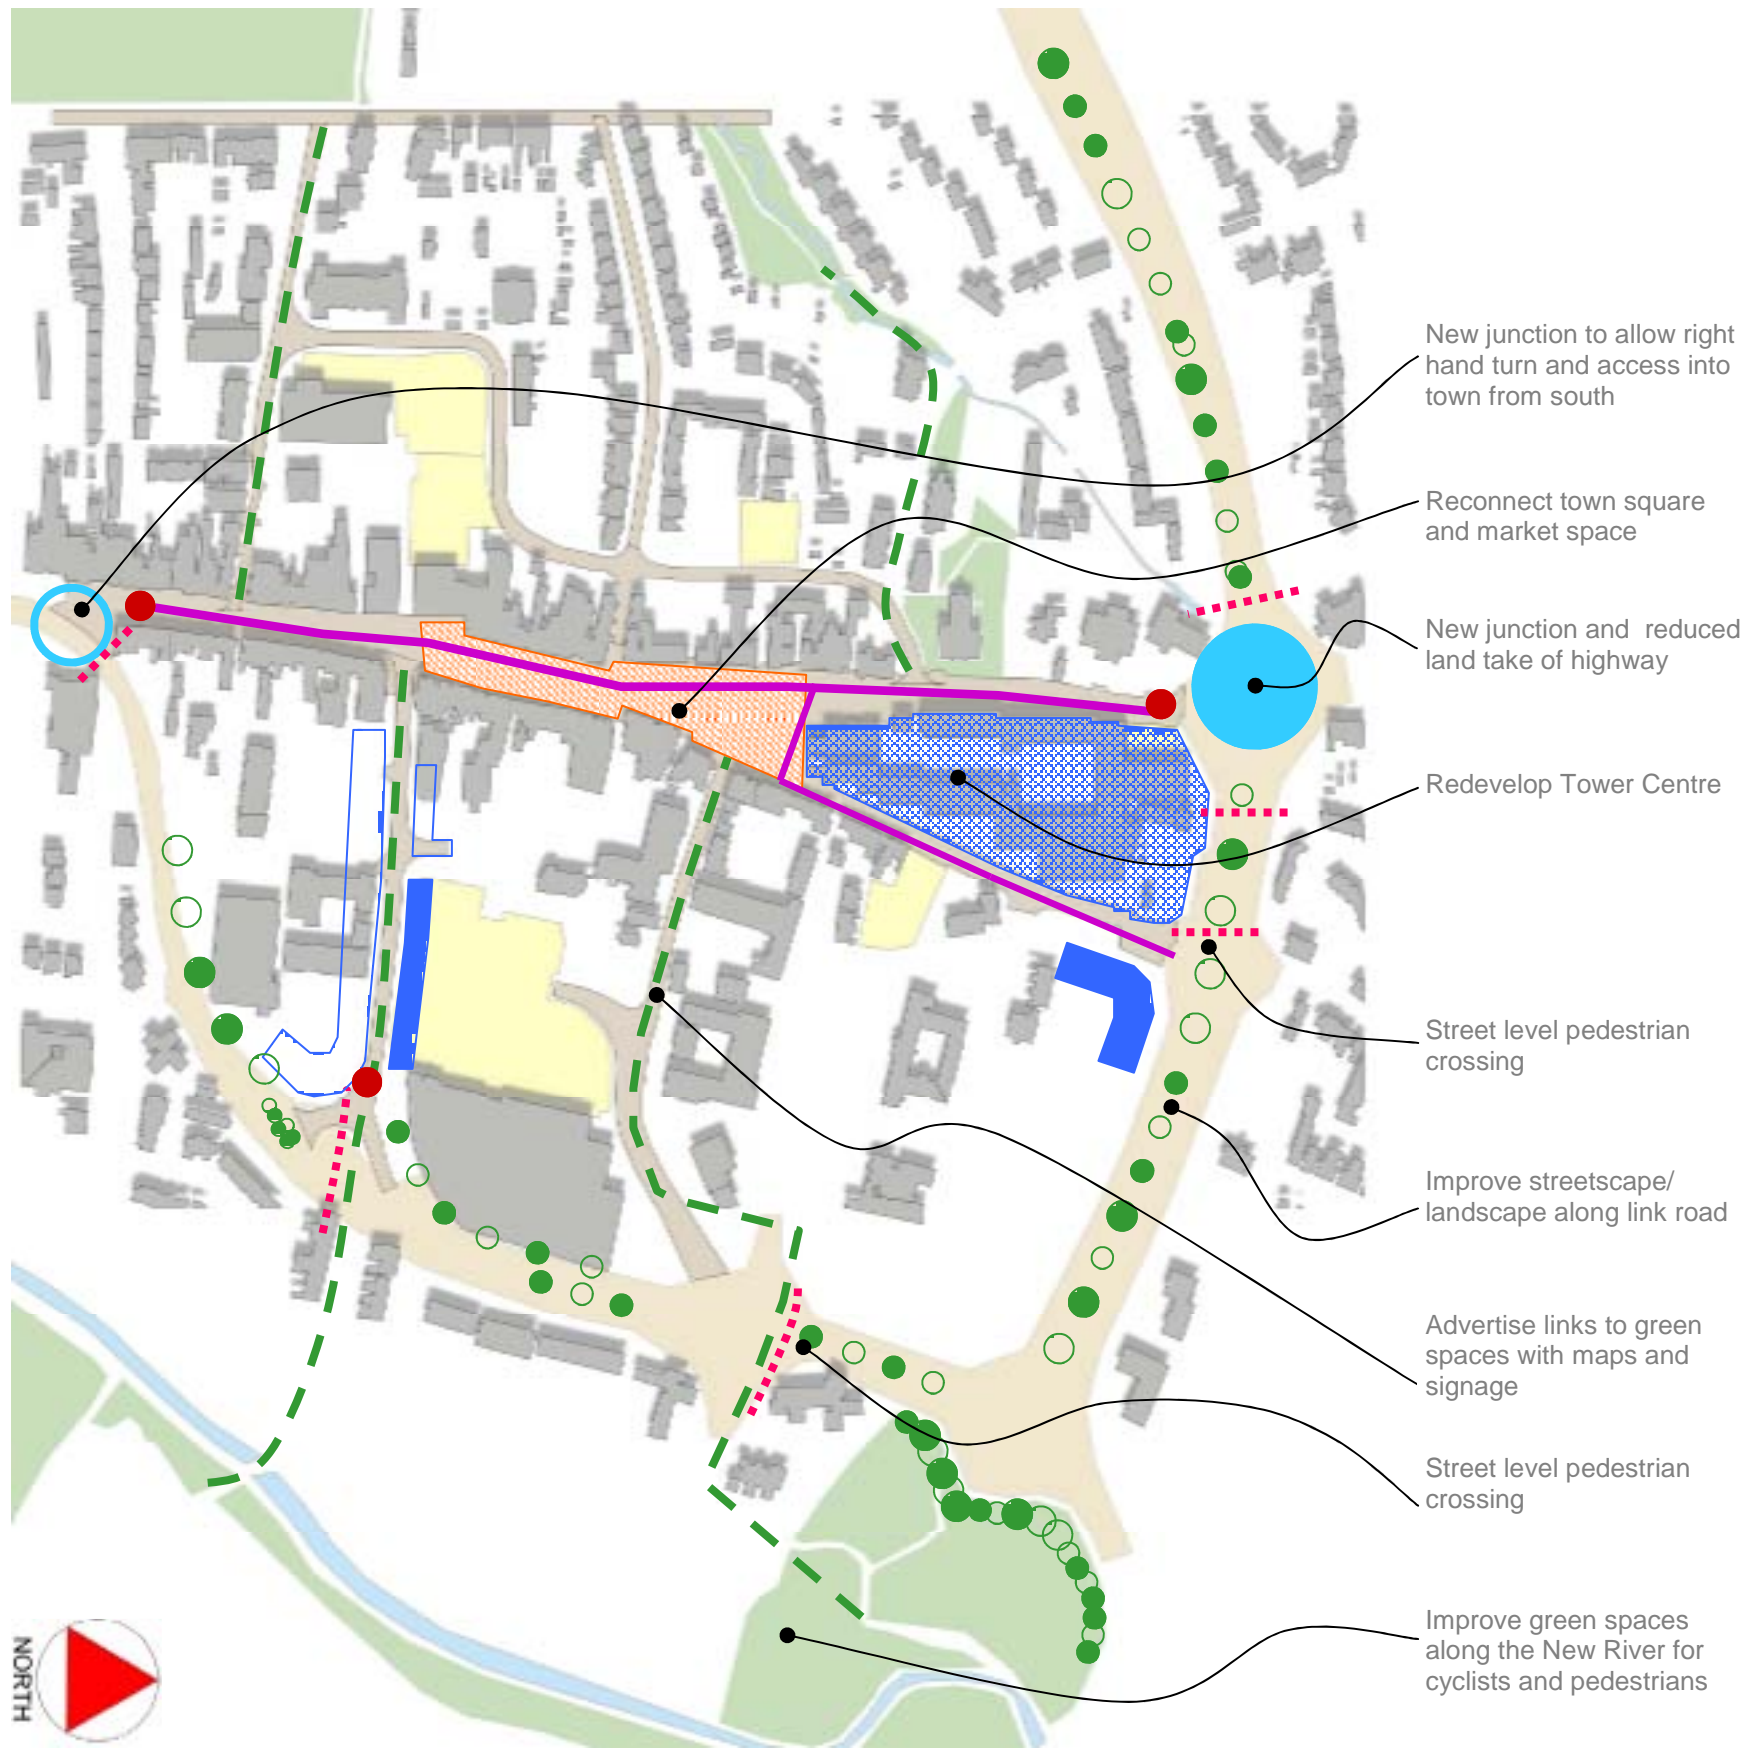 New junction to allow right
hand turn and access into
town from south
Reconnect town square
and market space
New junction and reduced
land take of highway
Redevelop Tower Centre
Street level pedestrian
crossing
Improve streetscape/
landscape along link road
Advertise links to green
spaces with maps and
signage
Street level pedestrian
crossing
Improve green spaces
along the New River for
cyclists and pedestrians
NORTH